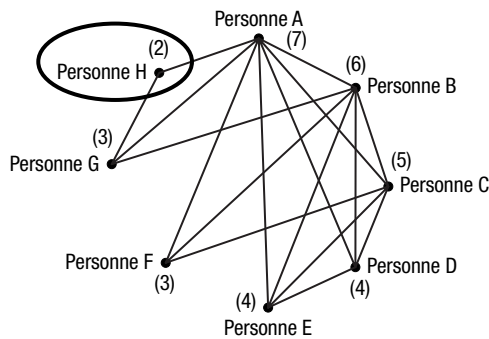 Personne A
(7)
(2)
Personne H
(6)
Personne B
(3)
Personne G
(5)
Personne C
Personne F
(3)
Personne D
(4)
(4)
Personne E